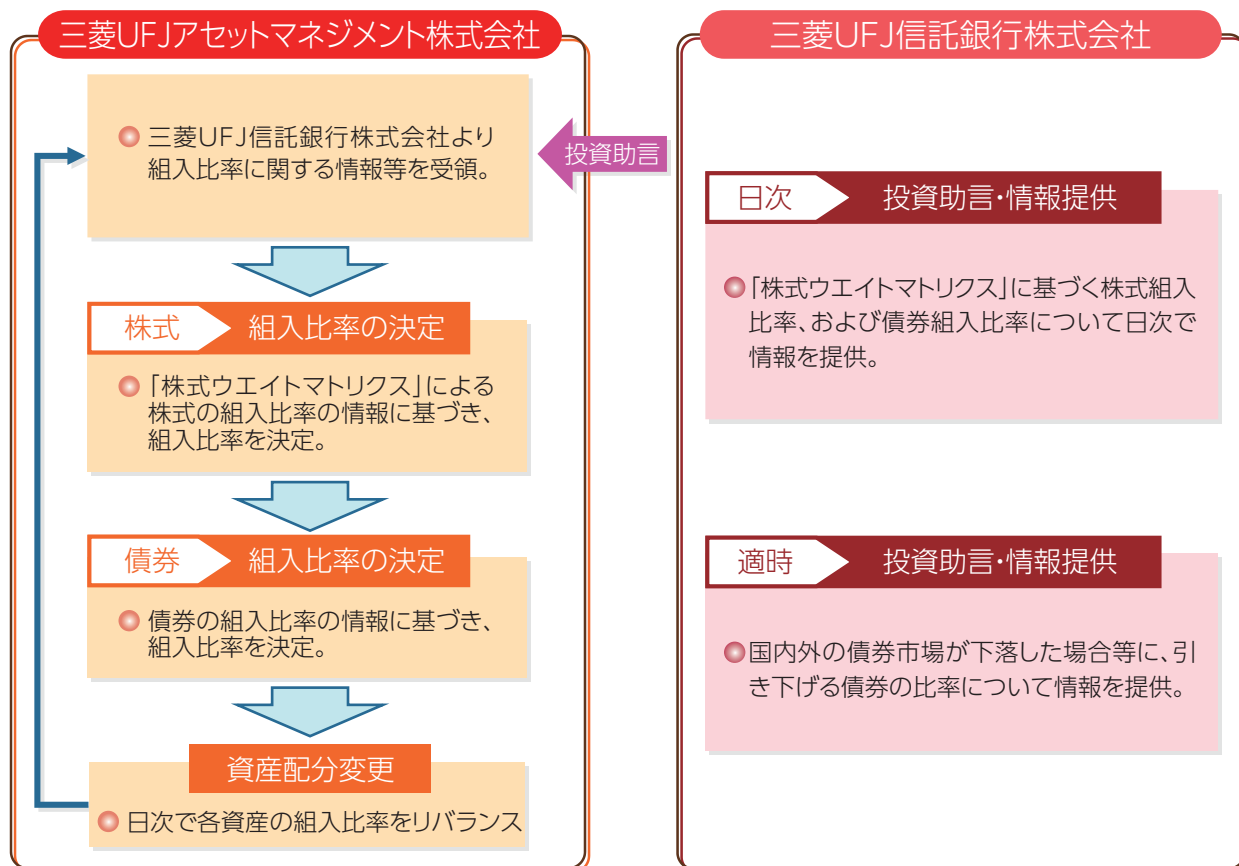 三菱UFJアセットマネジメント株式会社
三菱UFJ信託銀行株式会社より
組入比率に関する情報等を受領。
株式 組入比率の決定
「株式ウエイトマトリクス」による
株式の組入比率の情報に基づき、
組入比率を決定。
債券 組入比率の決定
債券の組入比率の情報に基づき、
組入比率を決定。
資産配分変更
日次で各資産の組入比率をリバランス
投資助言
三菱UFJ信託銀行株式会社
日次 投資助言・情報提供
「株式ウエイトマトリクス」に基づく株式組入
比率、および債券組入比率について日次で
情報を提供。
適時 投資助言・情報提供
国内外の債券市場が下落した場合等に、引
き下げる債券の比率について情報を提供。